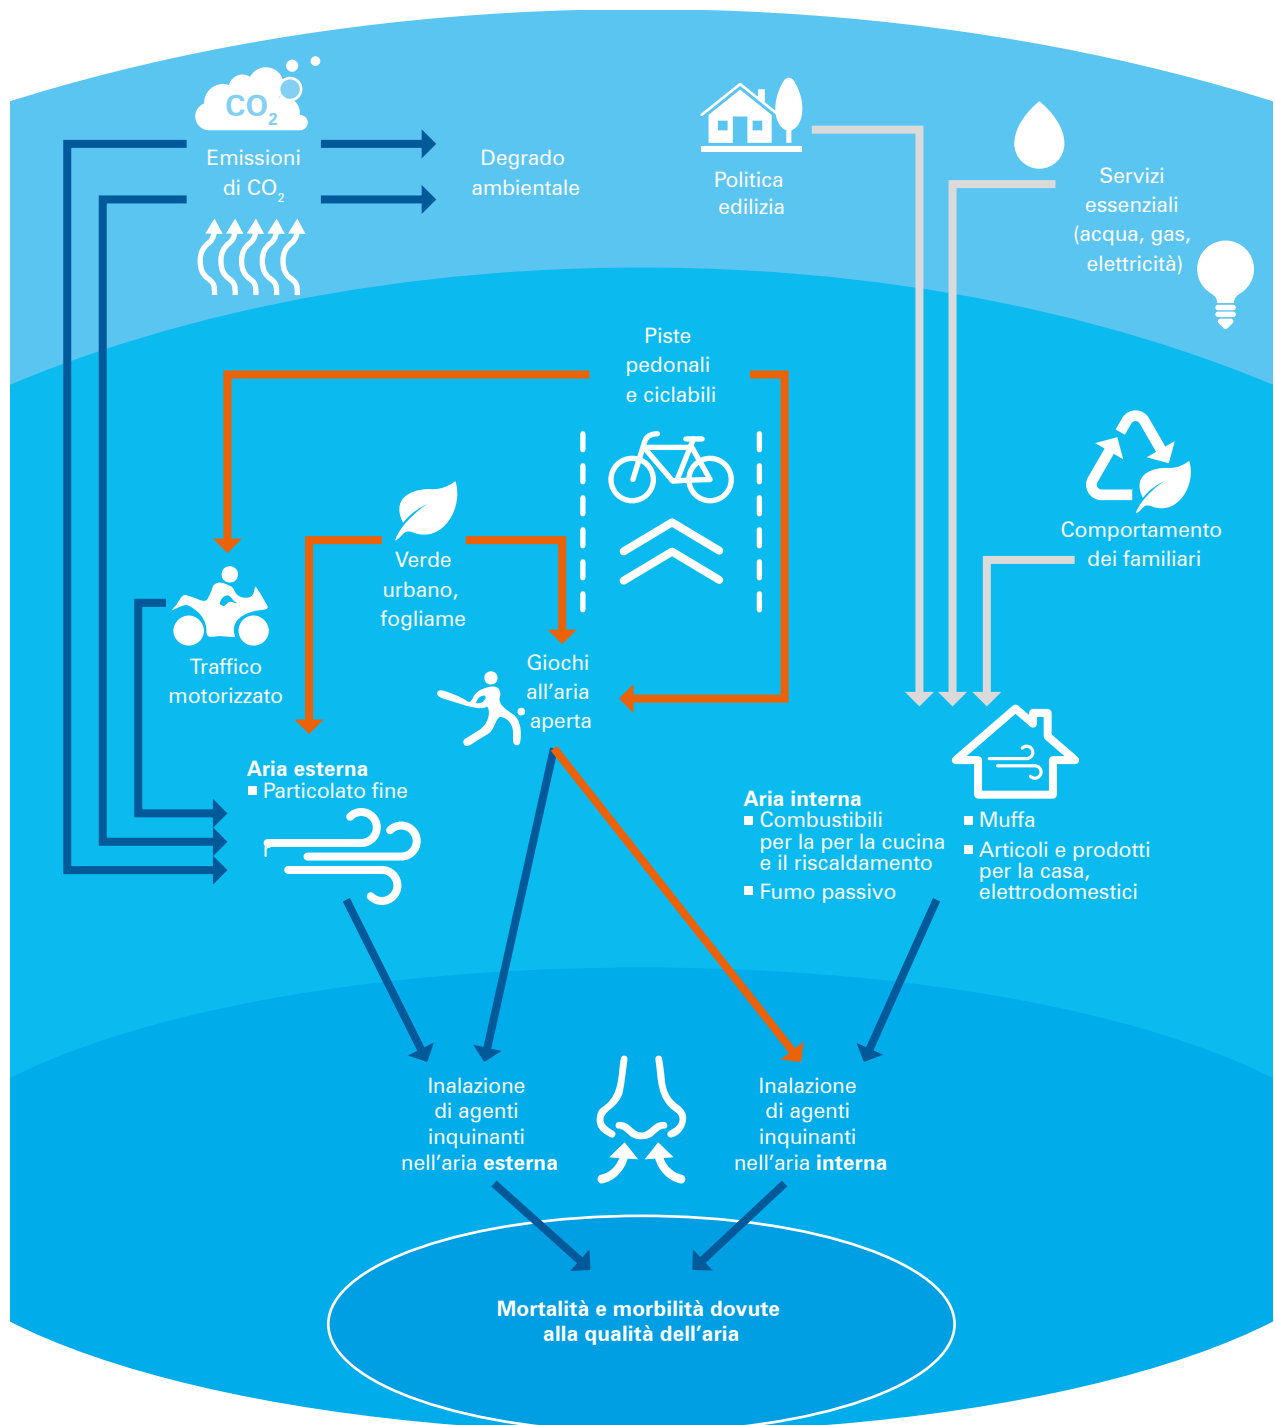 CO2
Emissioni
di CO2
Degrado
ambientale
Politica
edilizia
Servizi
essenziali
(acqua, gas,
elettricità)
Piste
pedonali
e ciclabili
Comportamento
dei familiari
Verde
urbano,
fogliame
Traffico
motorizzato
Giochi
all’aria
aperta
Aria esterna
Particolato fine
Aria interna
Combustibili
per la per la cucina
e il riscaldamento
Fumo passivo
Muffa
Articoli e prodotti
per la casa,
elettrodomestici
Inalazione
di agenti
inquinanti
nell’aria esterna
Inalazione
di agenti
inquinanti
nell’aria interna
Mortalità e morbilità dovute
alla qualità dell’aria